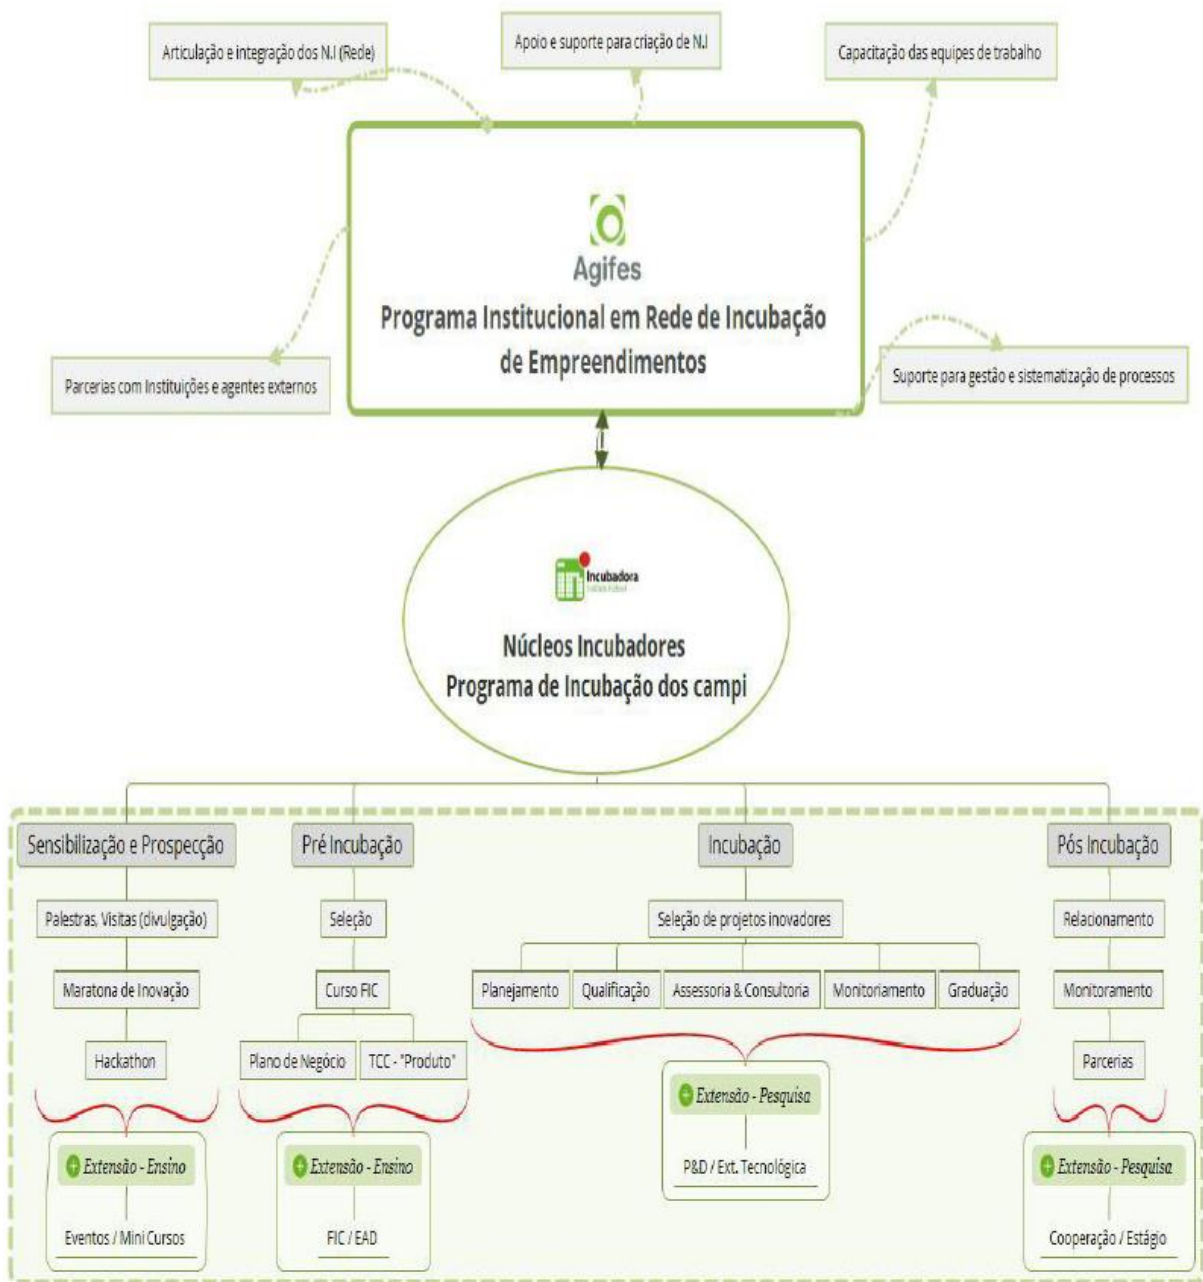 Articulação e integração dos N.I (Rede)
Apoio e suporte para criação de N.I
Capacitação das equipes de trabalho
Agifes
Programa Institucional em Rede de Incubação
de Empreendimentos
Parcerias com Instituições e agentes externos
Suporte para gestão e sistematização de processos
Incubadora
Núcleos Incubadores
Programa de Incubação dos campi
Sensibilização e Prospecção
Pré Incubação
Incubação
Pós Incubação
Palestras, Visitas (divulgação)
Seleção
Seleção de projetos inovadores
Relacionamento
Maratona de Inovação
Curso FIC
Planejamento
Qualificação
Assessoria & Consultoria
Monitoriamento
Graduação
Monitoramento
Hackathon
Plano de Negócio
TCC - "Produto"
Parcerias
Extensão - Ensino
Extensão - Ensino
Extensão - Pesquisa
Extensão - Pesquisa
Eventos / Mini Cursos
FIC / EAD
P&D / Ext. Tecnológica
Cooperação / Estágio